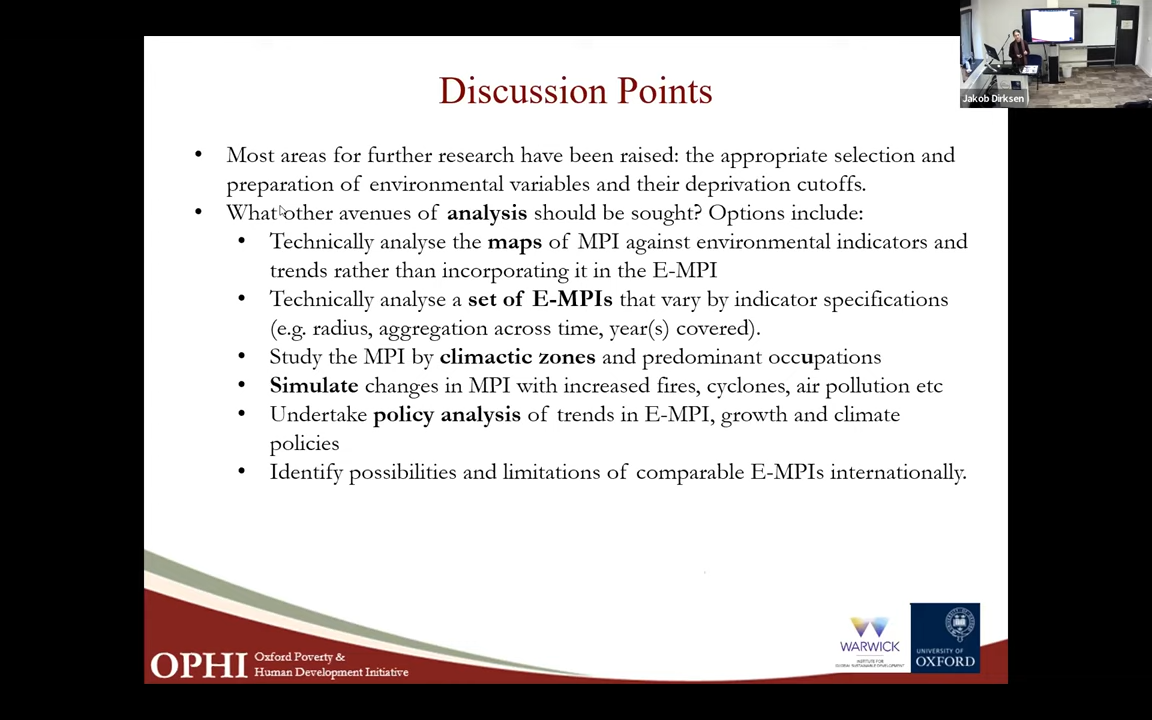 Discussion Points
• Most areas for further research have been raised: the appropriate selection and
preparation of environmental variables and their deprivation cutoffs.
• What other avenues of analysis should be sought? Options include:
• Technically analyse the maps of MPI against environmental indicators and
trends rather than incorporating it in the E-MPI
• Technically analyse a set of E-MPIs that vary by indicator specifications
(e.g. radius, aggregation across time, year(s) covered).
• Study the MPI by climactic zones and predominant occupations
• Simulate changes in MPI with increased fires, cyclones, air pollution etc
• Undertake policy analysis of trends in E-MPI, growth and climate
policies
• Identify possibilities and limitations of comparable E-MPIs internationally.
Jakob Dirksen
OPHI
Oxford Poverty &
Human Development Initiative
WARWICK
INSTITUTE FOR
GLOBAL SUSTAINABLE DEVELOPMENT
UNIVERSITY OF
OXFORD